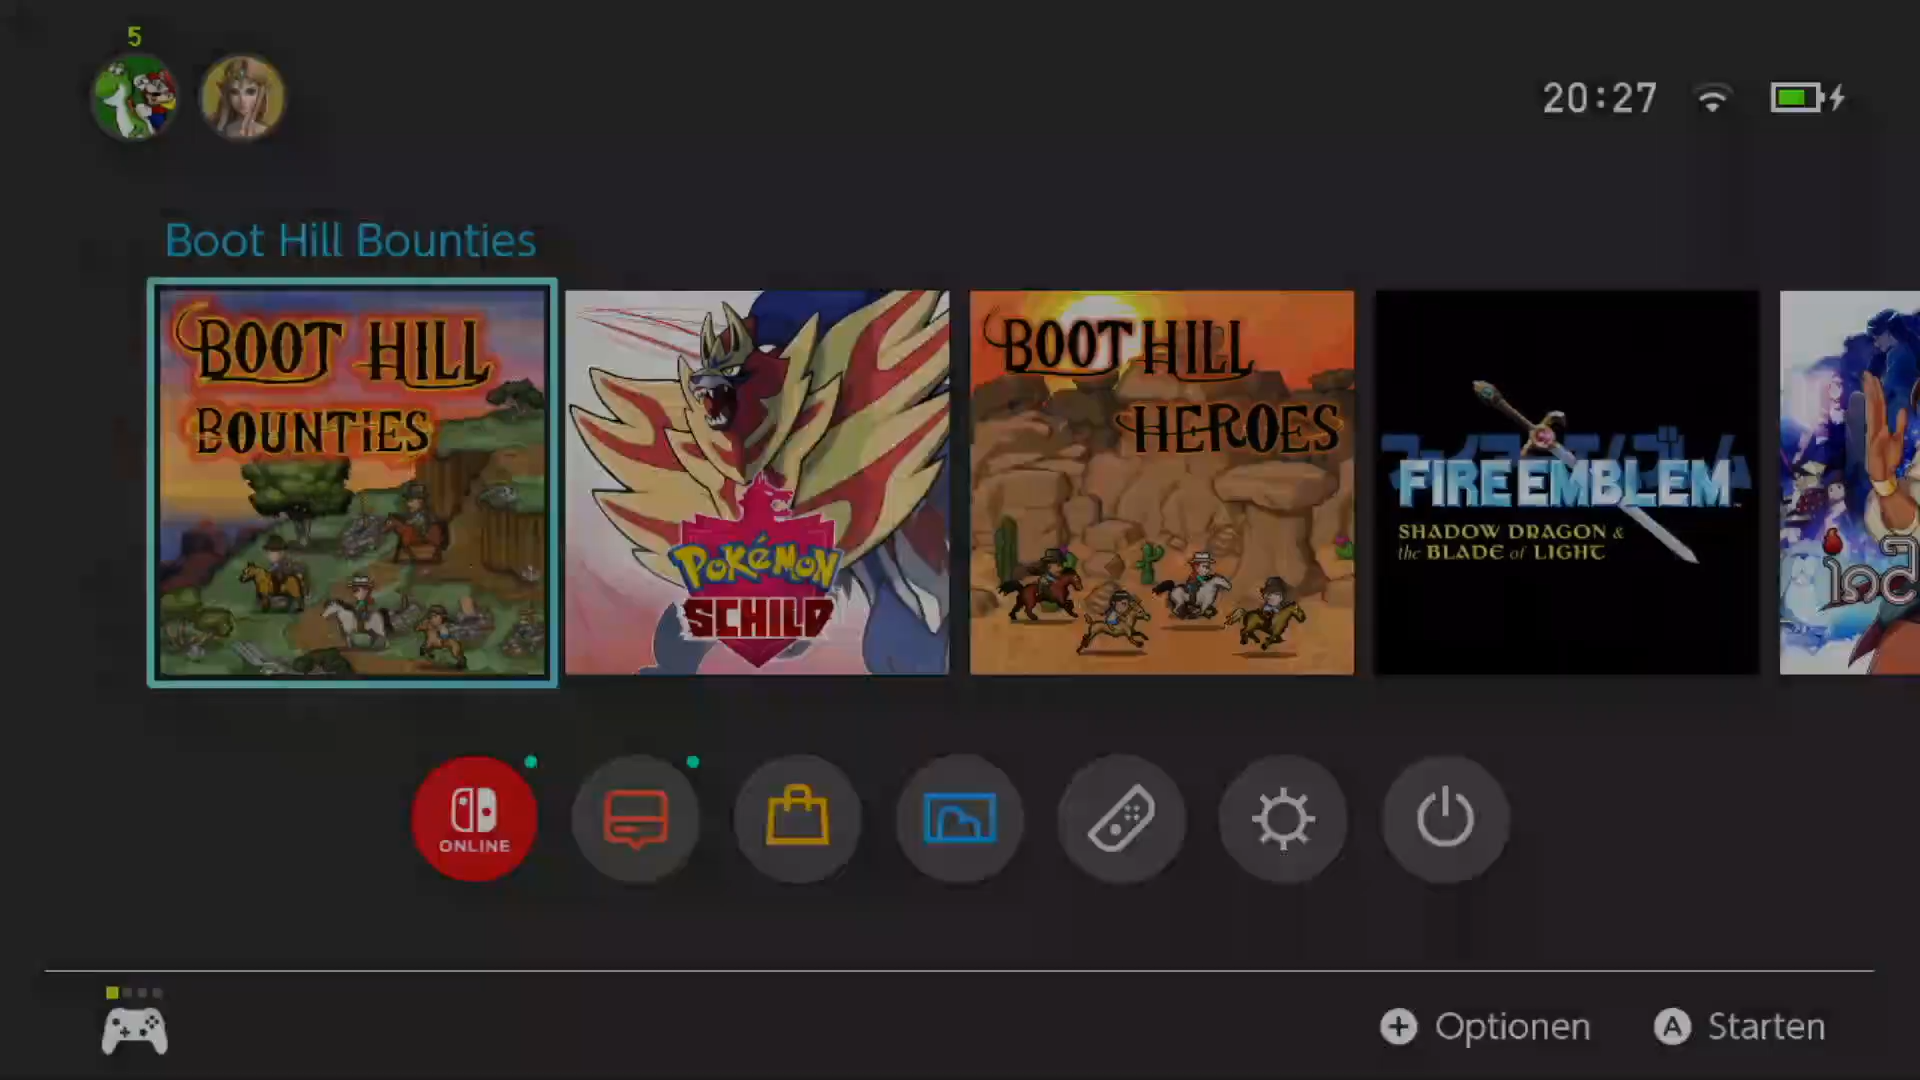 5
20:27
Boot Hill Bounties
BOOT HILL
BOUNTIES
POKéMON
SCHILD
BOOT HILL
HEROES
FIRE EMBLEM
SHADOW DRAGON &
the BLADE of LIGHT
ONLINE
+ Optionen
A Starten